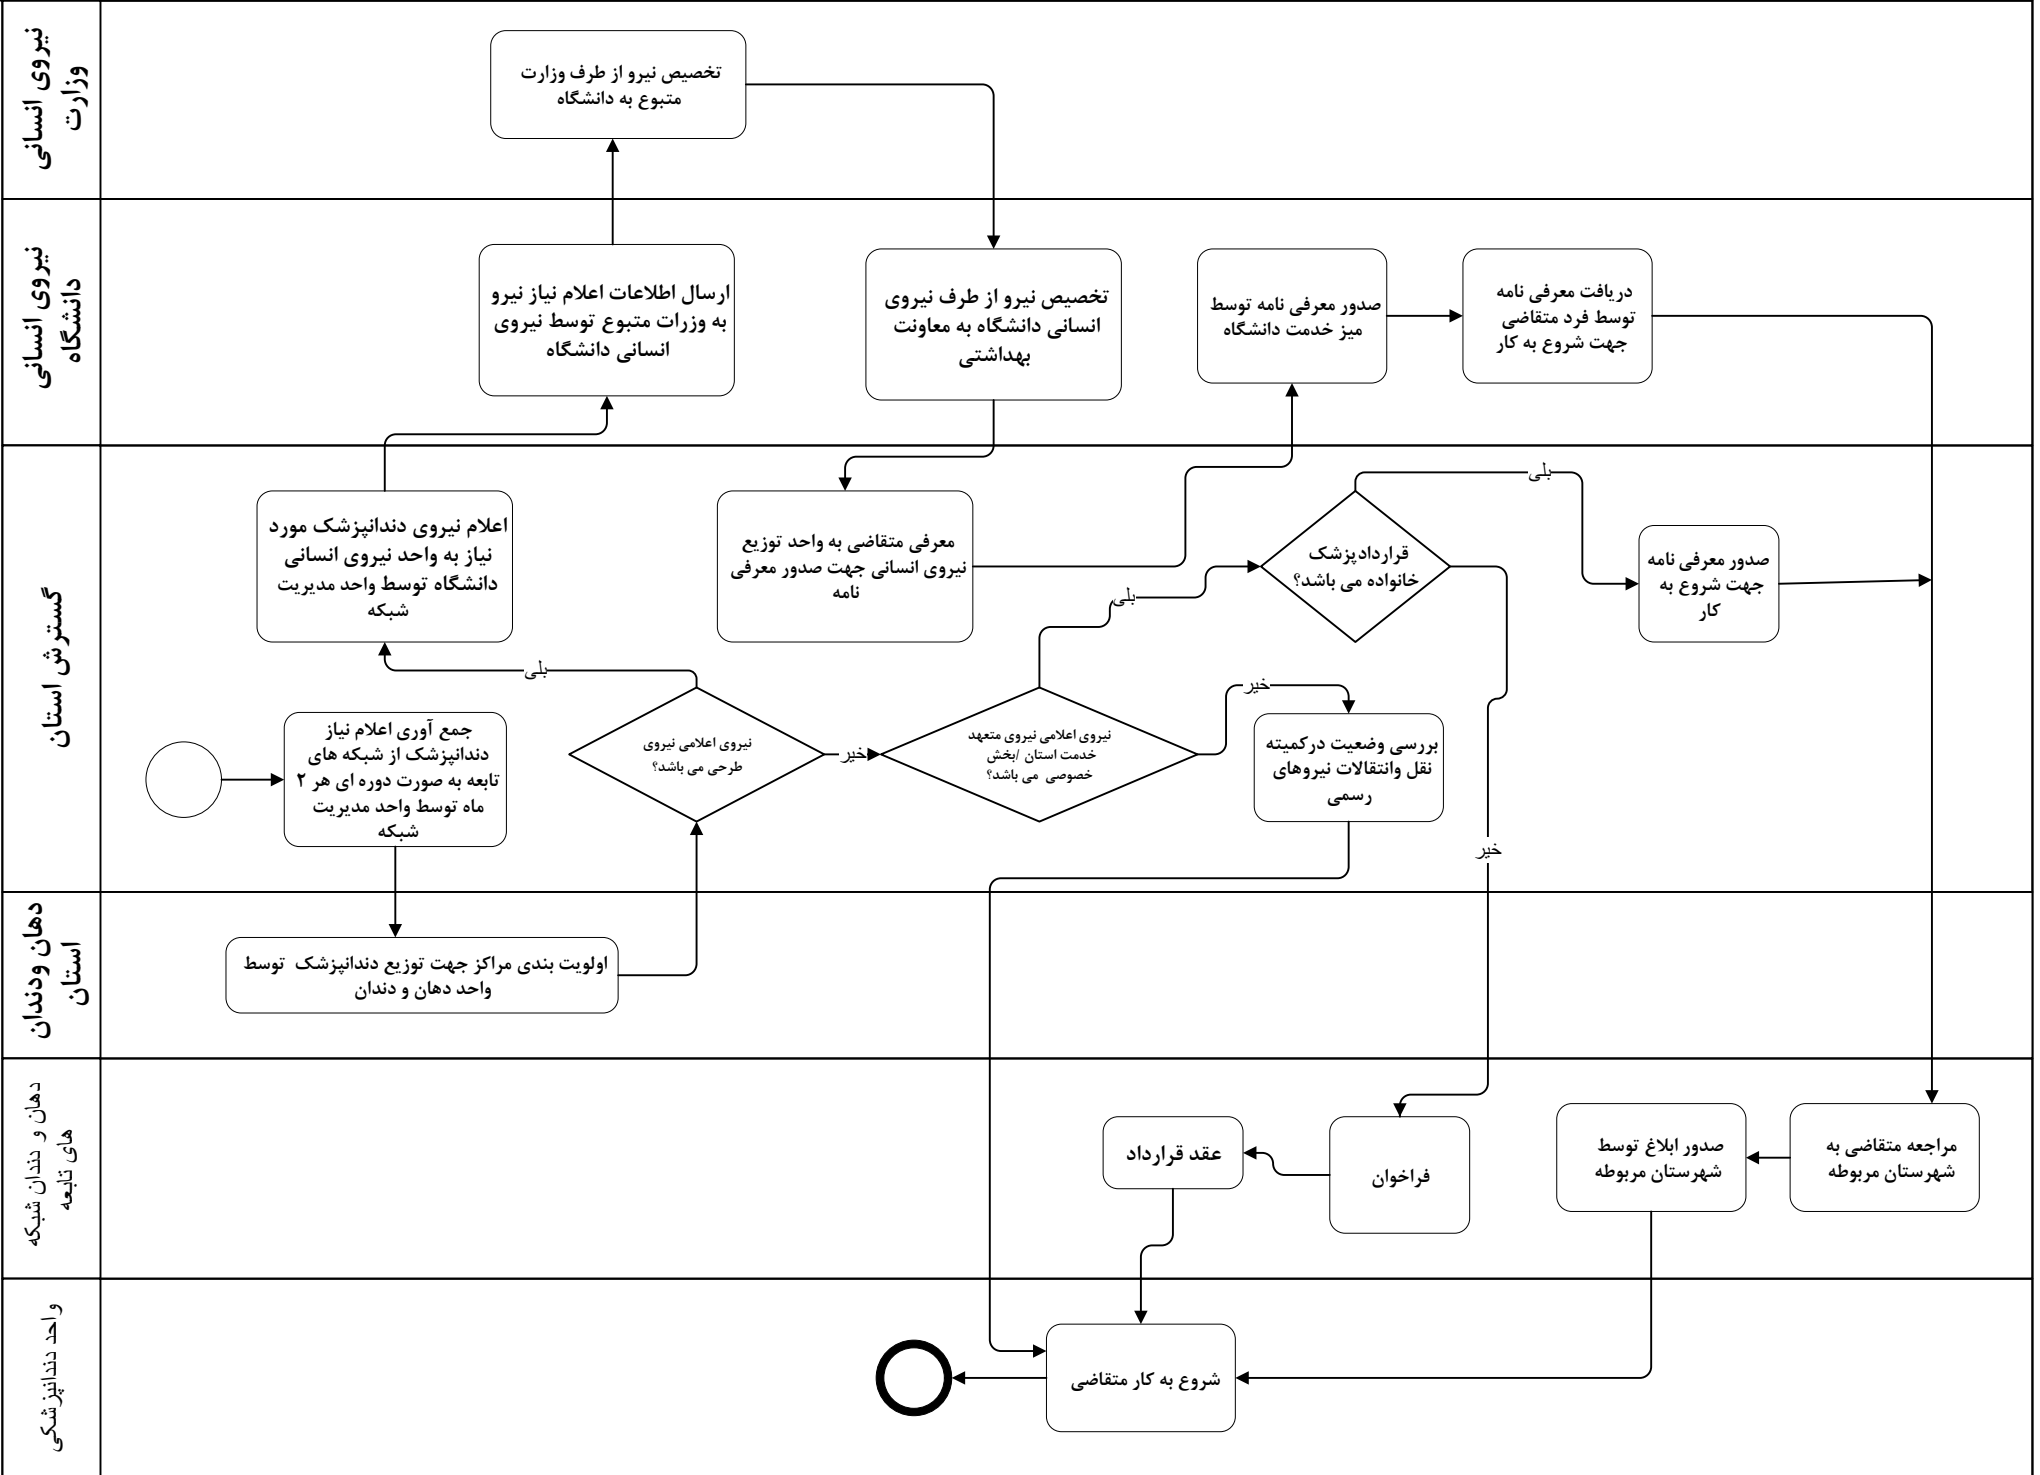 نیروی انسانی
وزارت
تخصیص نیرو از طرف وزارت
متبوع به دانشگاه
نیروی انسانی
دانشگاه
ارسال اطلاعات اعلام نیاز نیرو
به وزرات متبوع توسط نیروی
انسانی دانشگاه
تخصیص نیرو از طرف نیروی
انسانی دانشگاه به معاونت
بهداشتی
صدور معرفی نامه توسط
میز خدمت دانشگاه
دریافت معرفی نامه
توسط فرد متقاضی
جهت شروع به کار
گسترش استان
اعلام نیروی دندانپزشک مورد
نیاز به واحد نیروی انسانی
دانشگاه توسط واحد مدیریت
شبکه
معرفی متقاضی به واحد توزیع
نیروی انسانی جهت صدور معرفی
نامه
قراردادپزشک
خانواده می باشد؟
بلی
صدور معرفی نامه
جهت شروع به
کار
بلی
بلی
جمع آوری اعلام نیاز
دندانپزشک از شبکه های
تابعه به صورت دوره ای هر ۲
ماه توسط واحد مدیریت
شبکه
نیروی اعلامی نیروی
طرحی می باشد؟
خیر
نیروی اعلامی نیروی متعهد
خدمت استان /بخش
خصوصی می باشد؟
خیر
بررسی وضعیت درکمیته
نقل وانتقالات نیروهای
رسمی
خیر
دهان ودندان
استان
اولویت بندی مراکز جهت توزیع دندانپزشک توسط
واحد دهان و دندان
دهان و دندان شبکه
های تابعه
عقد قرارداد
فراخوان
صدور ابلاغ توسط
شهرستان مربوطه
مراجعه متقاضی به
شهرستان مربوطه
واحد دندانپزشکی
شروع به کار متقاضی